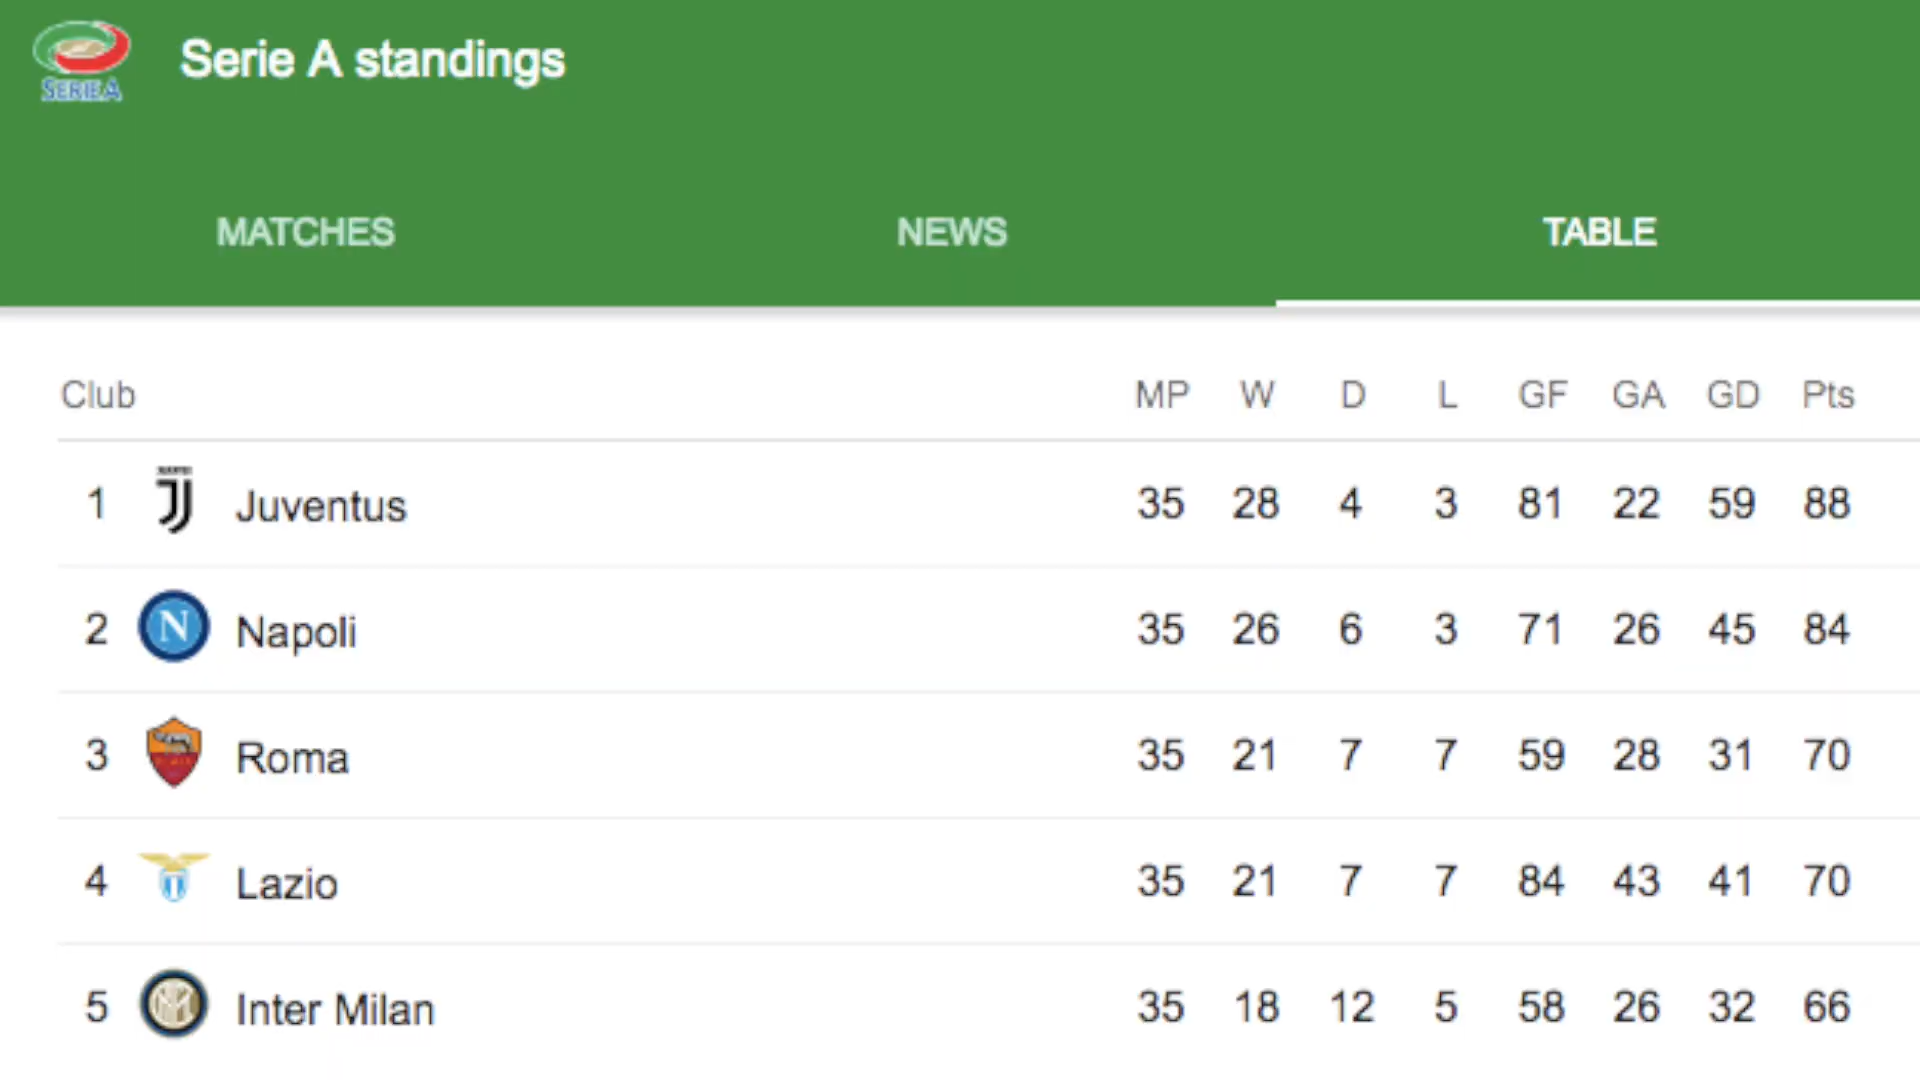 SERIE A
Serie A standings
MATCHES NEWS TABLE
Club MP W D L GF GA GD Pts
1 Juventus 35 28 4 3 81 22 59 88
2 N Napoli 35 26 6 3 71 26 45 84
3 Roma 35 21 7 7 59 28 31 70
4 Lazio 35 21 7 7 84 43 41 70
5 Inter Milan 35 18 12 5 58 26 32 66